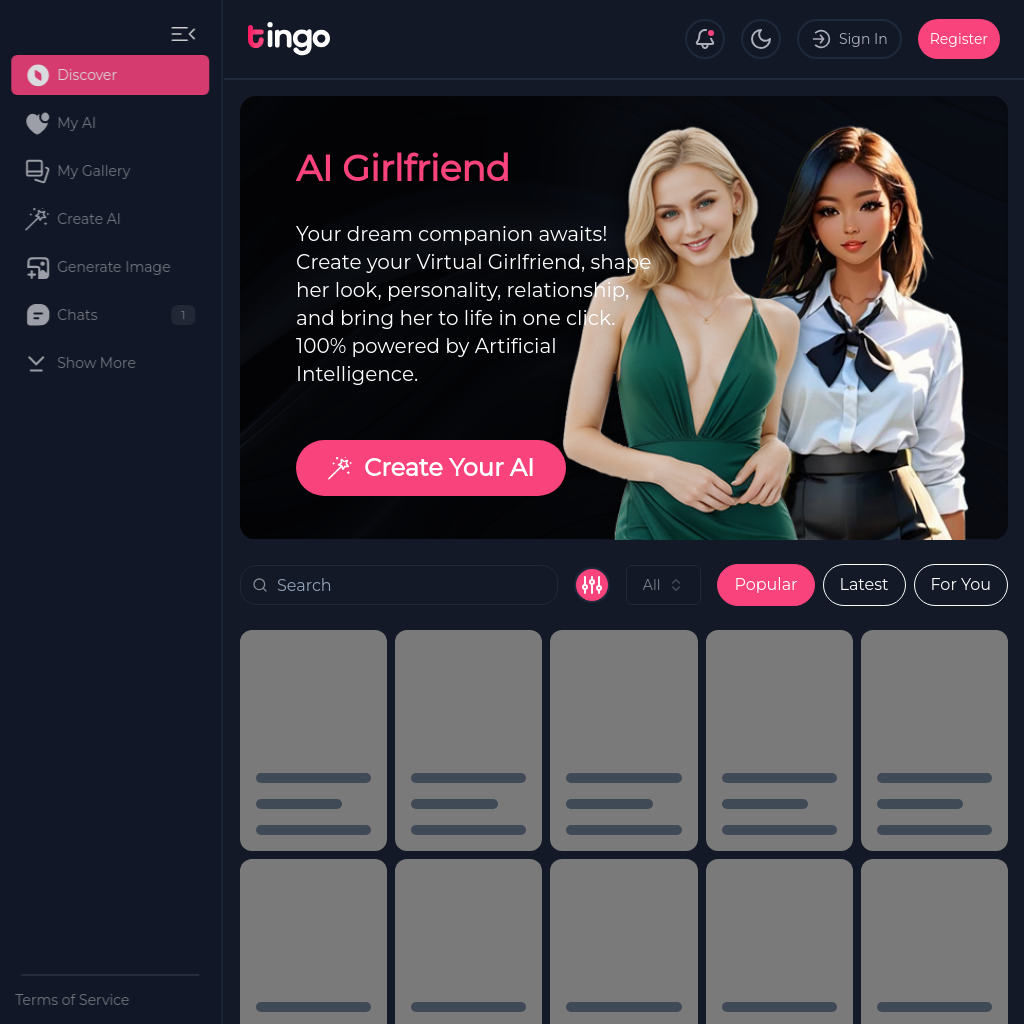 tingo
Sign In
Register
Discover
My AI
My Gallery
Create AI
Generate Image
Chats
1
Show More
AI Girlfriend
Your dream companion awaits!
Create your Virtual Girlfriend, shape
her look, personality, relationship,
and bring her to life in one click.
100% powered by Artificial
Intelligence.
Create Your AI
Search
All
Popular
Latest
For You
Terms of Service